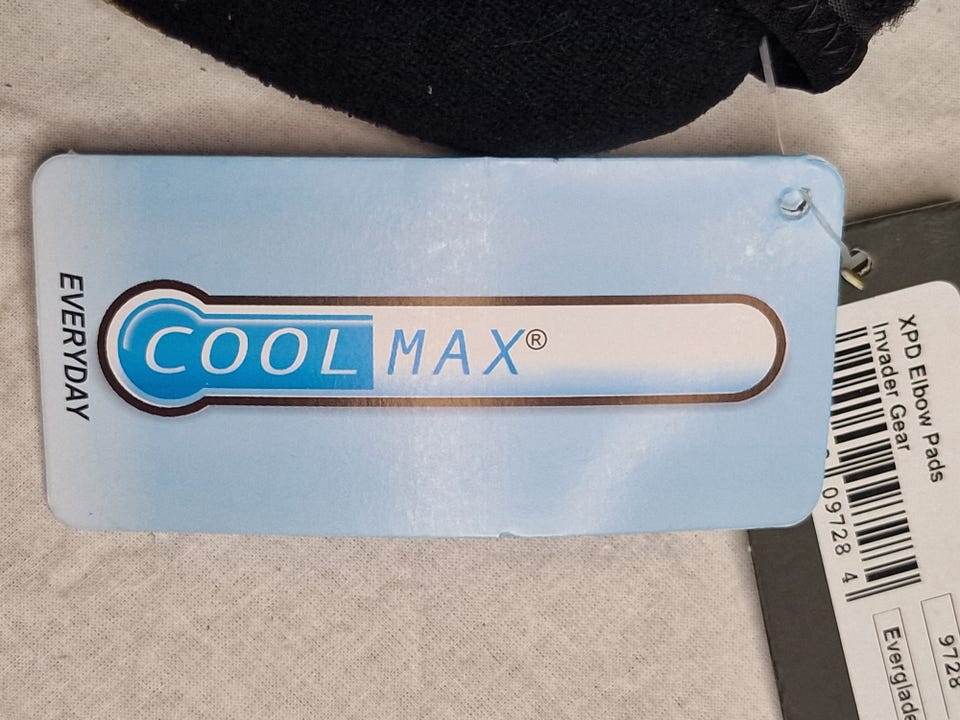 EVERYDAY
COOLMAX®
XPD Elbow Pads
Invader Gear
09728 4
9728
Everglade